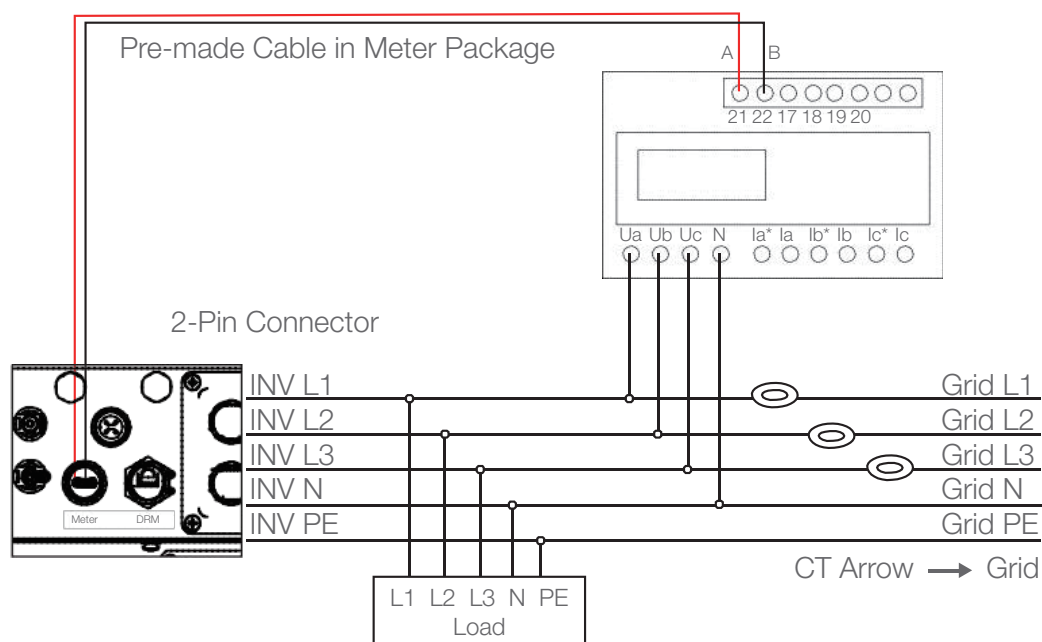 Pre-made Cable in Meter Package
A B
21 22 17 18 19 20
Ua Ub Uc N Ia* Ia Ib* Ib Ic* Ic
2-Pin Connector
INV L1 Grid L1
INV L2 Grid L2
INV L3 Grid L3
INV N Grid N
INV PE Grid PE
Meter DRM
CT Arrow → Grid
L1 L2 L3 N PE
Load